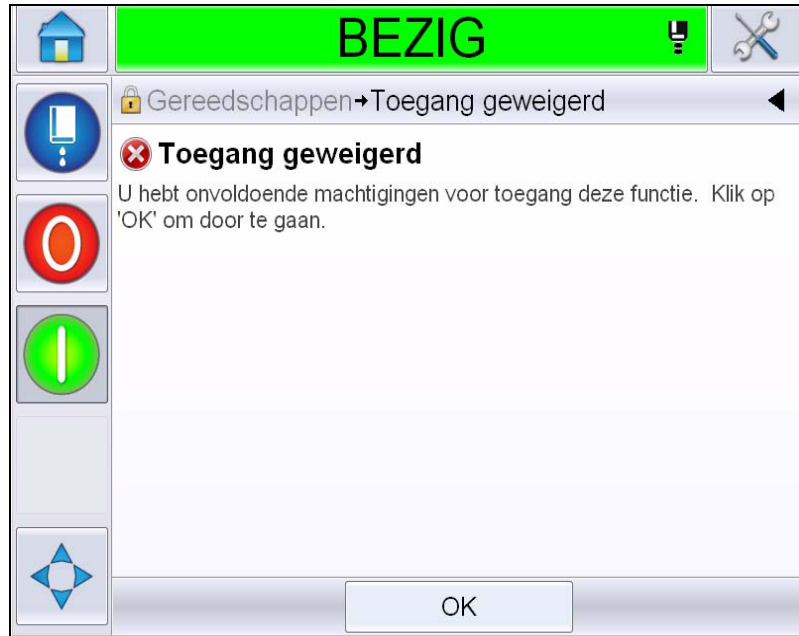 BEZIG
Gereedschappen→Toegang geweigerd
Toegang geweigerd
U hebt onvoldoende machtigingen voor toegang deze functie. Klik op
'OK' om door te gaan.
OK